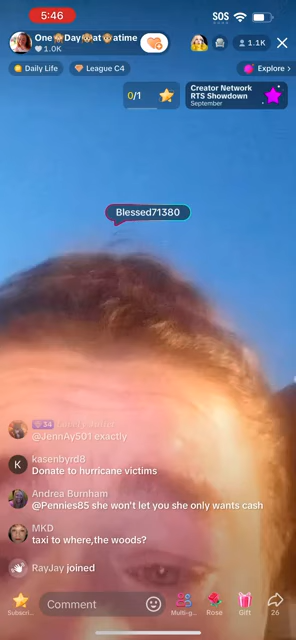 5:46
SOS
One Day at atime
1.0K
1.1K
Daily Life
League C4
Explore >
0/1
Creator Network
RTS Showdown
September
Blessed71380
34
@JennAy501 exactly
K
kasenbyrd8
Donate to hurricane victims
Andrea Burnham
@Pennies85 she won't let you she only wants cash
MKD
taxi to where,the woods?
RayJay joined
Subscri...
Comment
Multi-g...
Rose
Gift
26